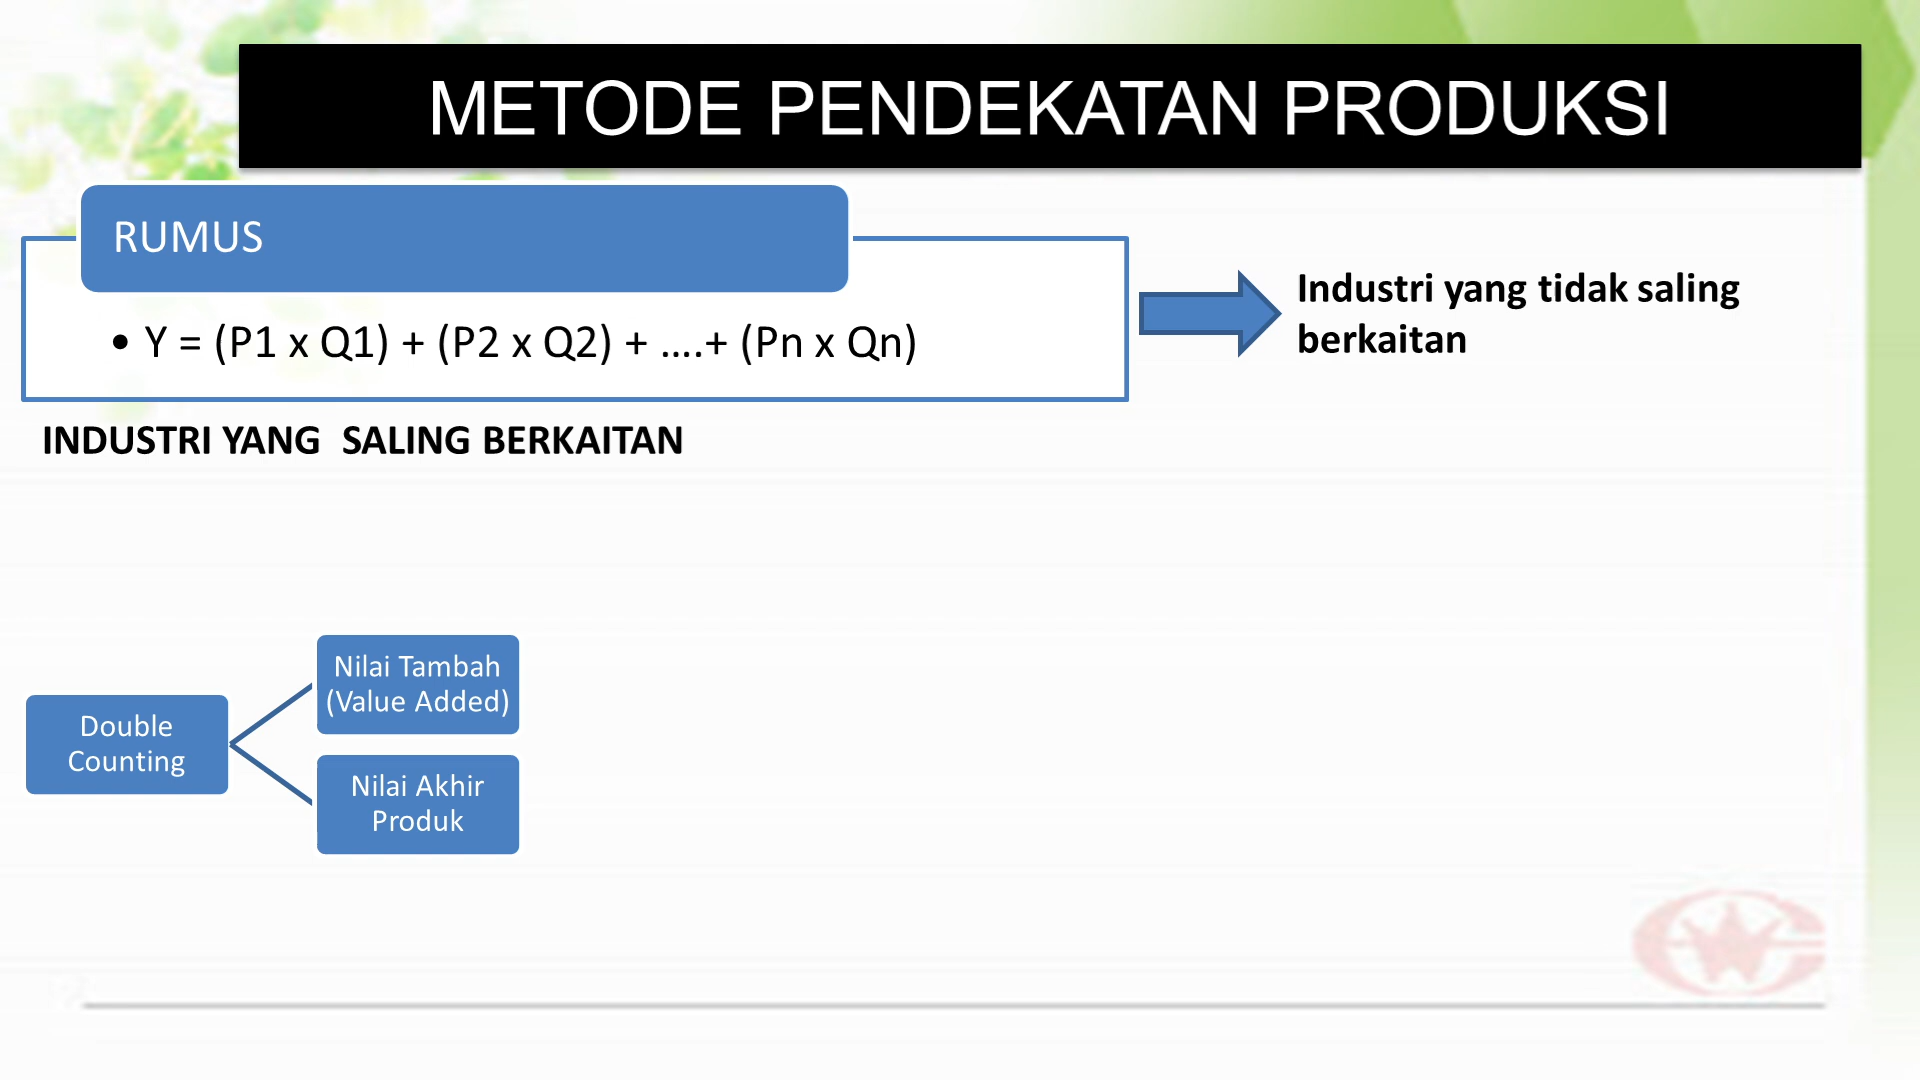 METODE PENDEKATAN PRODUKSI
RUMUS
• Y = (P1 x Q1) + (P2 x Q2) + ....+ (Pn x Qn)
Industri yang tidak saling
berkaitan
INDUSTRI YANG  SALING BERKAITAN
Double
Counting
Nilai Tambah
(Value Added)
Nilai Akhir
Produk